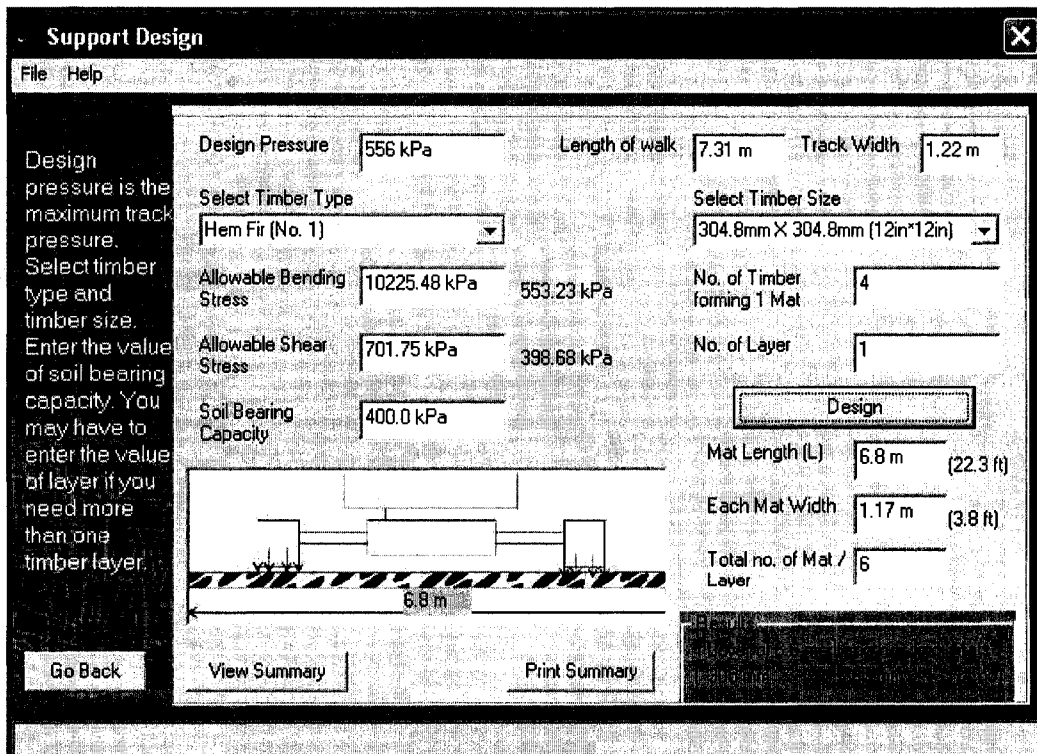 Support Design
File Help
Design
pressure is the
maximum track
pressure.
Select timber
type and
timber size.
Enter the value
of soil bearing
capacity. You
may have to
enter the value
of layer if you
need more
than one
timber layer.
Go Back
Design Pressure 556 kPa Length of walk 7.31 m Track Width 1.22 m
Select Timber Type
Hem Fir (No. 1)
Select Timber Size
304.8mm X 304.8mm (12in*12in)
Allowable Bending
Stress
10225.48 kPa 553.23 kPa
Allowable Shear
Stress
701.75 kPa 398.68 kPa
Soil Bearing
Capacity
400.0 kPa
No. of Timber
forming 1 Mat
4
No. of Layer 1
Design
Mat Length (L) 6.8 m (22.3 ft)
Each Mat Width 1.17 m (3.8 ft)
Total no. of Mat /
Layer
6
6.8 m
View Summary
Print Summary